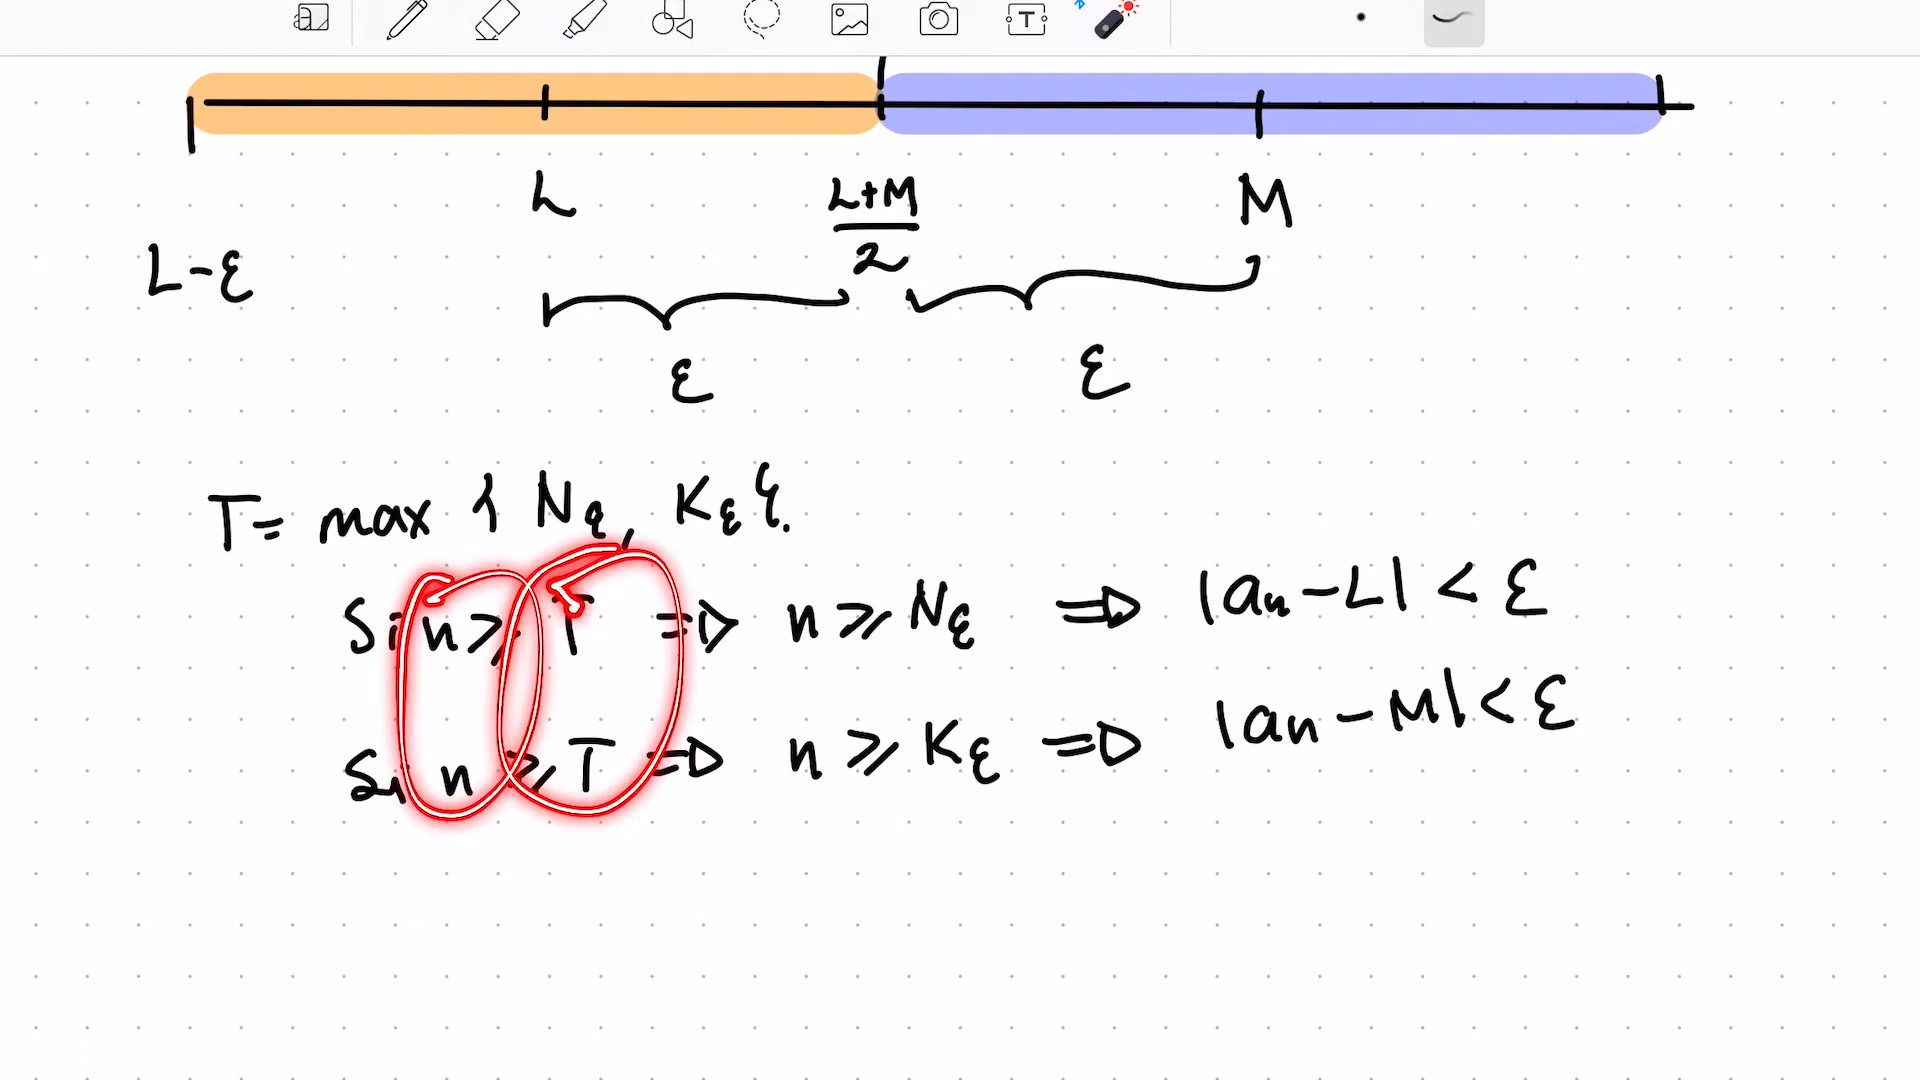 L L+M/2 M
L-ε
ε ε
T= max { Nε, Kε}.
Si n ≥ T ⇒ n ≥ Nε ⇒ |an - L| < ε
Si n ≥ T ⇒ n ≥ Kε ⇒ |an - M| < ε